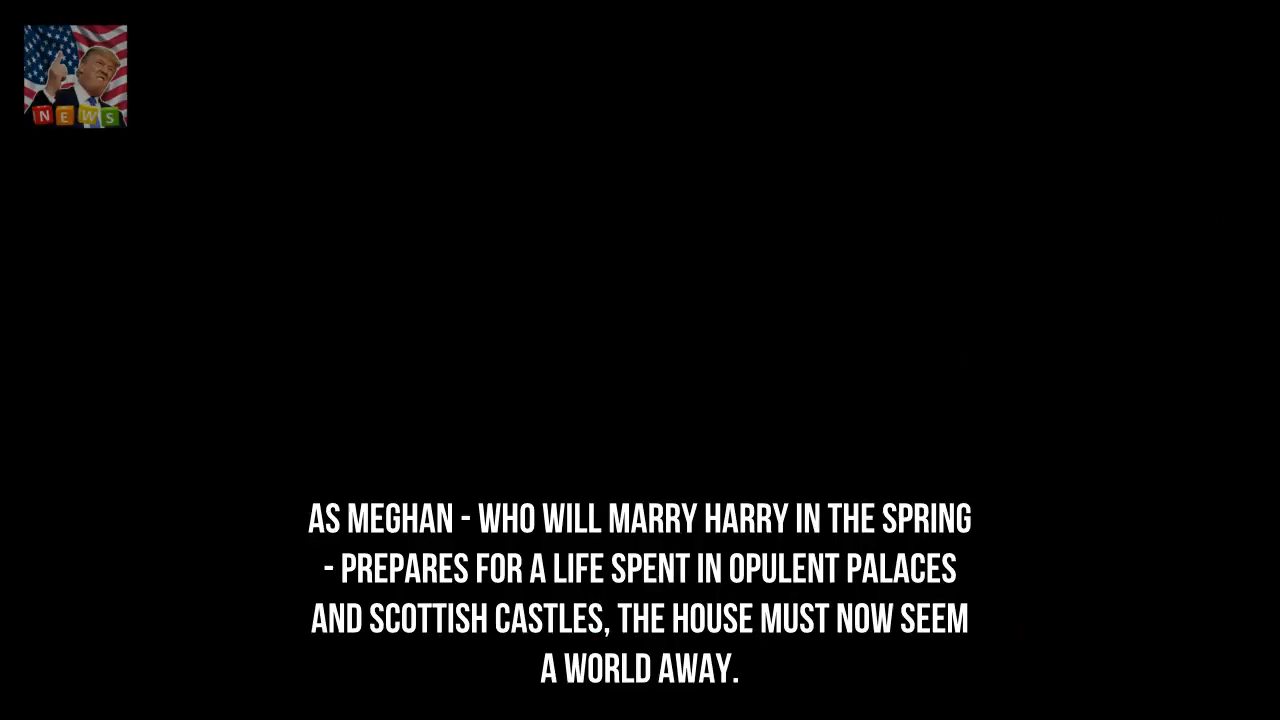 NEWS
AS MEGHAN - WHO WILL MARRY HARRY IN THE SPRING
- PREPARES FOR A LIFE SPENT IN OPULENT PALACES
AND SCOTTISH CASTLES, THE HOUSE MUST NOW SEEM
A WORLD AWAY.